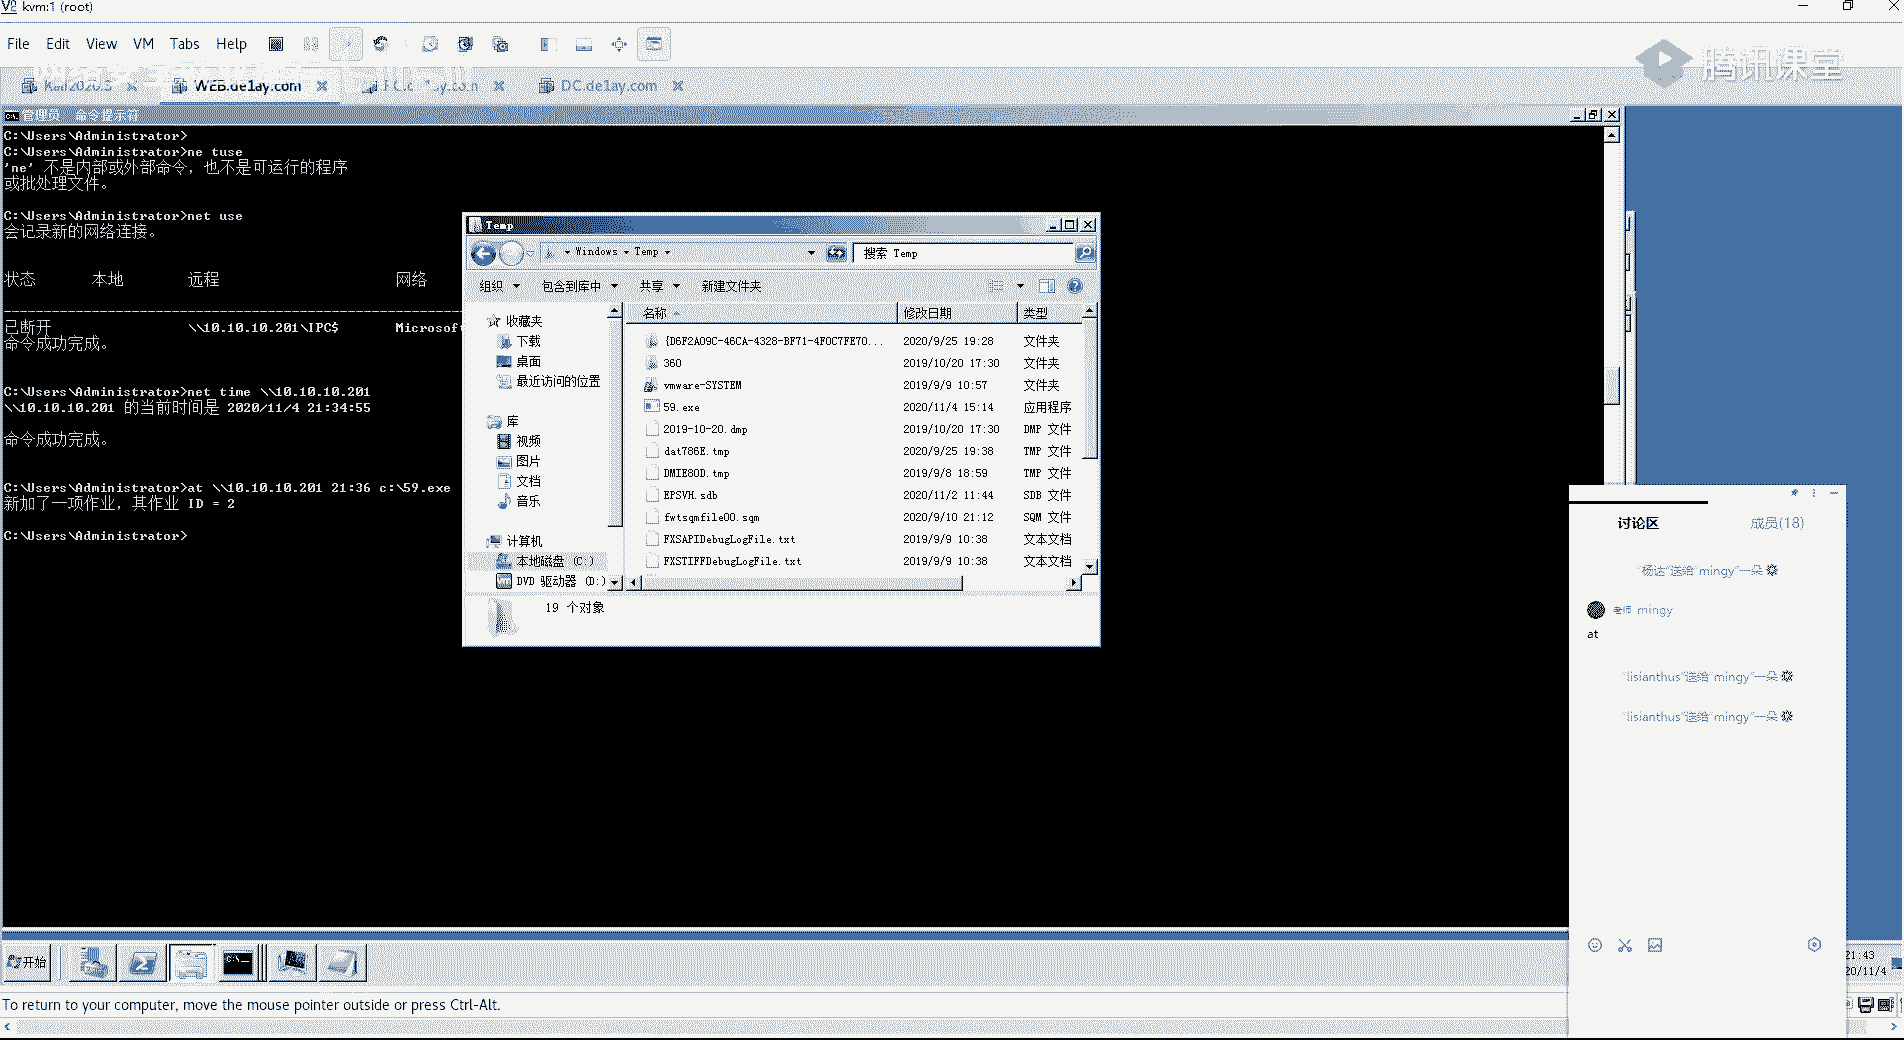 kvm:1 (root)
File Edit View VM Tabs Help
腾讯课堂
WEB.de1ay.com
DC.de1ay.com
管理员 命令提示符
C:\Users\Administrator>
C:\Users\Administrator>ne tuse
'ne' 不是内部或外部命令，也不是可运行的程序
或批处理文件。
C:\Users\Administrator>net use
会记录新的网络连接。
状态 本地 远程 网络
已断开 \\10.10.10.201\IPC$ Microsof
命令成功完成。
C:\Users\Administrator>net time \\10.10.10.201
\\10.10.10.201 的当前时间是 2020/11/4 21:34:55
命令成功完成。
C:\Users\Administrator>at \\10.10.10.201 21:36 c:\59.exe
新加了一项作业，其作业 ID = 2
C:\Users\Administrator>
Temp
Windows Temp
搜索 Temp
组织 包含到库中 共享 新建文件夹
收藏夹
下载
桌面
最近访问的位置
库
视频
图片
文档
音乐
计算机
本地磁盘 (C:)
DVD 驱动器 (D:)
名称 修改日期 类型
{D6F2A09C-46CA-4328-BF71-4F0C7FE70... 2020/9/25 19:28 文件夹
360 2019/10/20 17:30 文件夹
vmware-SYSTEM 2019/9/9 10:57 文件夹
59.exe 2020/11/4 15:14 应用程序
2019-10-20.dmp 2019/10/20 17:30 DMP 文件
dat786E.tmp 2020/9/25 19:38 TMP 文件
DMIE80D.tmp 2019/9/8 18:59 TMP 文件
EPSVH.sdb 2020/11/2 11:44 SDB 文件
fwtsqmfile00.sqm 2020/9/10 21:12 SQM 文件
FXSAPIDebugLogFile.txt 2019/9/9 10:38 文本文档
FXSTIFFDebugLogFile.txt 2019/9/9 10:38 文本文档
19 个对象
讨论区 成员(18)
"杨达"送给"mingy"一朵
老师 mingy
at
"lisianthus"送给"mingy"一朵
"lisianthus"送给"mingy"一朵
开始
21:43
20/11/4
To return to your computer, move the mouse pointer outside or press Ctrl-Alt.